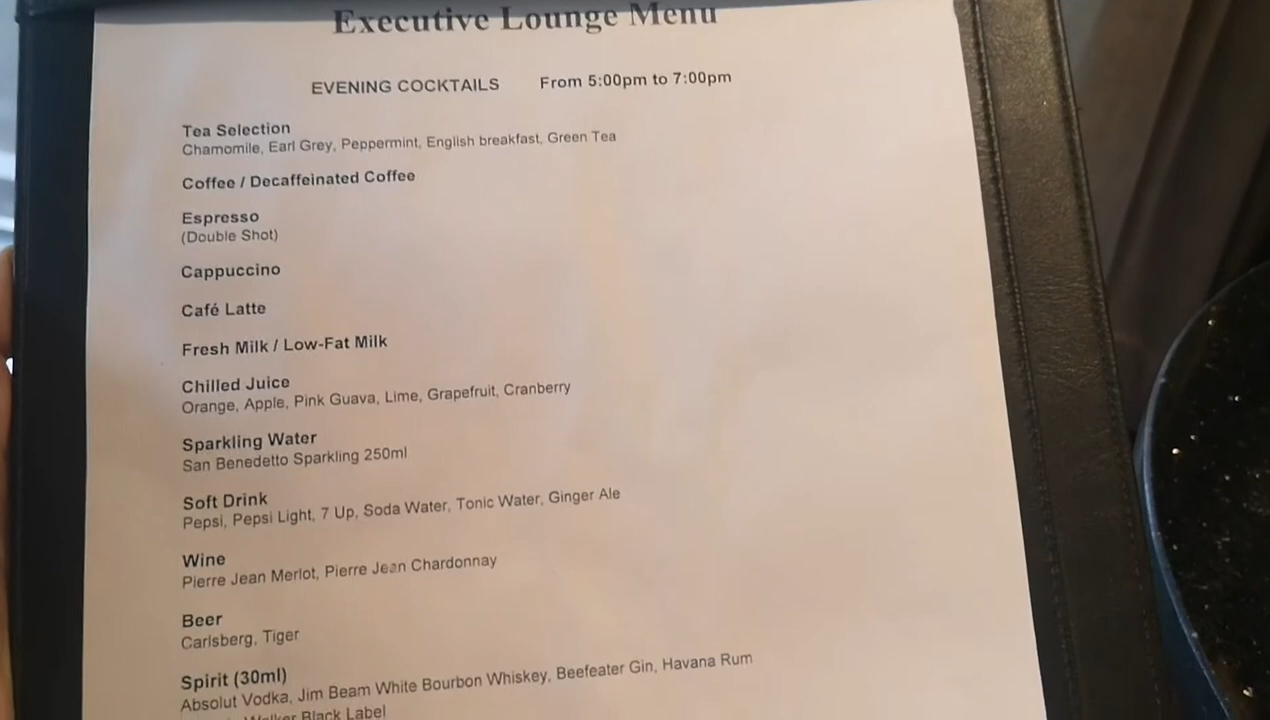 Executive Lounge Menu
EVENING COCKTAILS From 5:00pm to 7:00pm
Tea Selection
Chamomile, Earl Grey, Peppermint, English breakfast, Green Tea
Coffee / Decaffeinated Coffee
Espresso
(Double Shot)
Cappuccino
Café Latte
Fresh Milk / Low-Fat Milk
Chilled Juice
Orange, Apple, Pink Guava, Lime, Grapefruit, Cranberry
Sparkling Water
San Benedetto Sparkling 250ml
Soft Drink
Pepsi, Pepsi Light, 7 Up, Soda Water, Tonic Water, Ginger Ale
Wine
Pierre Jean Merlot, Pierre Jean Chardonnay
Beer
Carlsberg, Tiger
Spirit (30ml)
Absolut Vodka, Jim Beam White Bourbon Whiskey, Beefeater Gin, Havana Rum
Walker Black Label